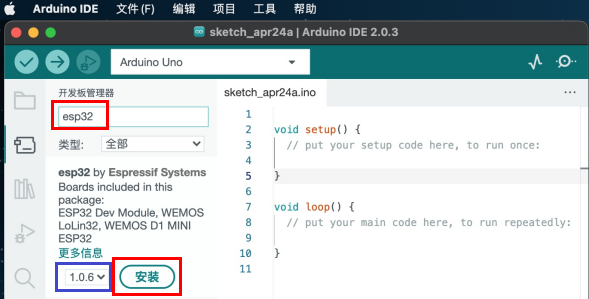 Arduino IDE 文件(F) 编辑 项目 工具 帮助
sketch_apr24a | Arduino IDE 2.0.3
Arduino Uno
开发板管理器
esp32
类型: 全部
esp32 by Espressif Systems
Boards included in this
package:
ESP32 Dev Module, WEMOS
LoLin32, WEMOS D1 MINI
ESP32
更多信息
1.0.6 安装
sketch_apr24a.ino
1
2 void setup() {
3 // put your setup code here, to run once:
4
5 }
6
7 void loop() {
8 // put your main code here, to run repeatedly:
9
10 }
11